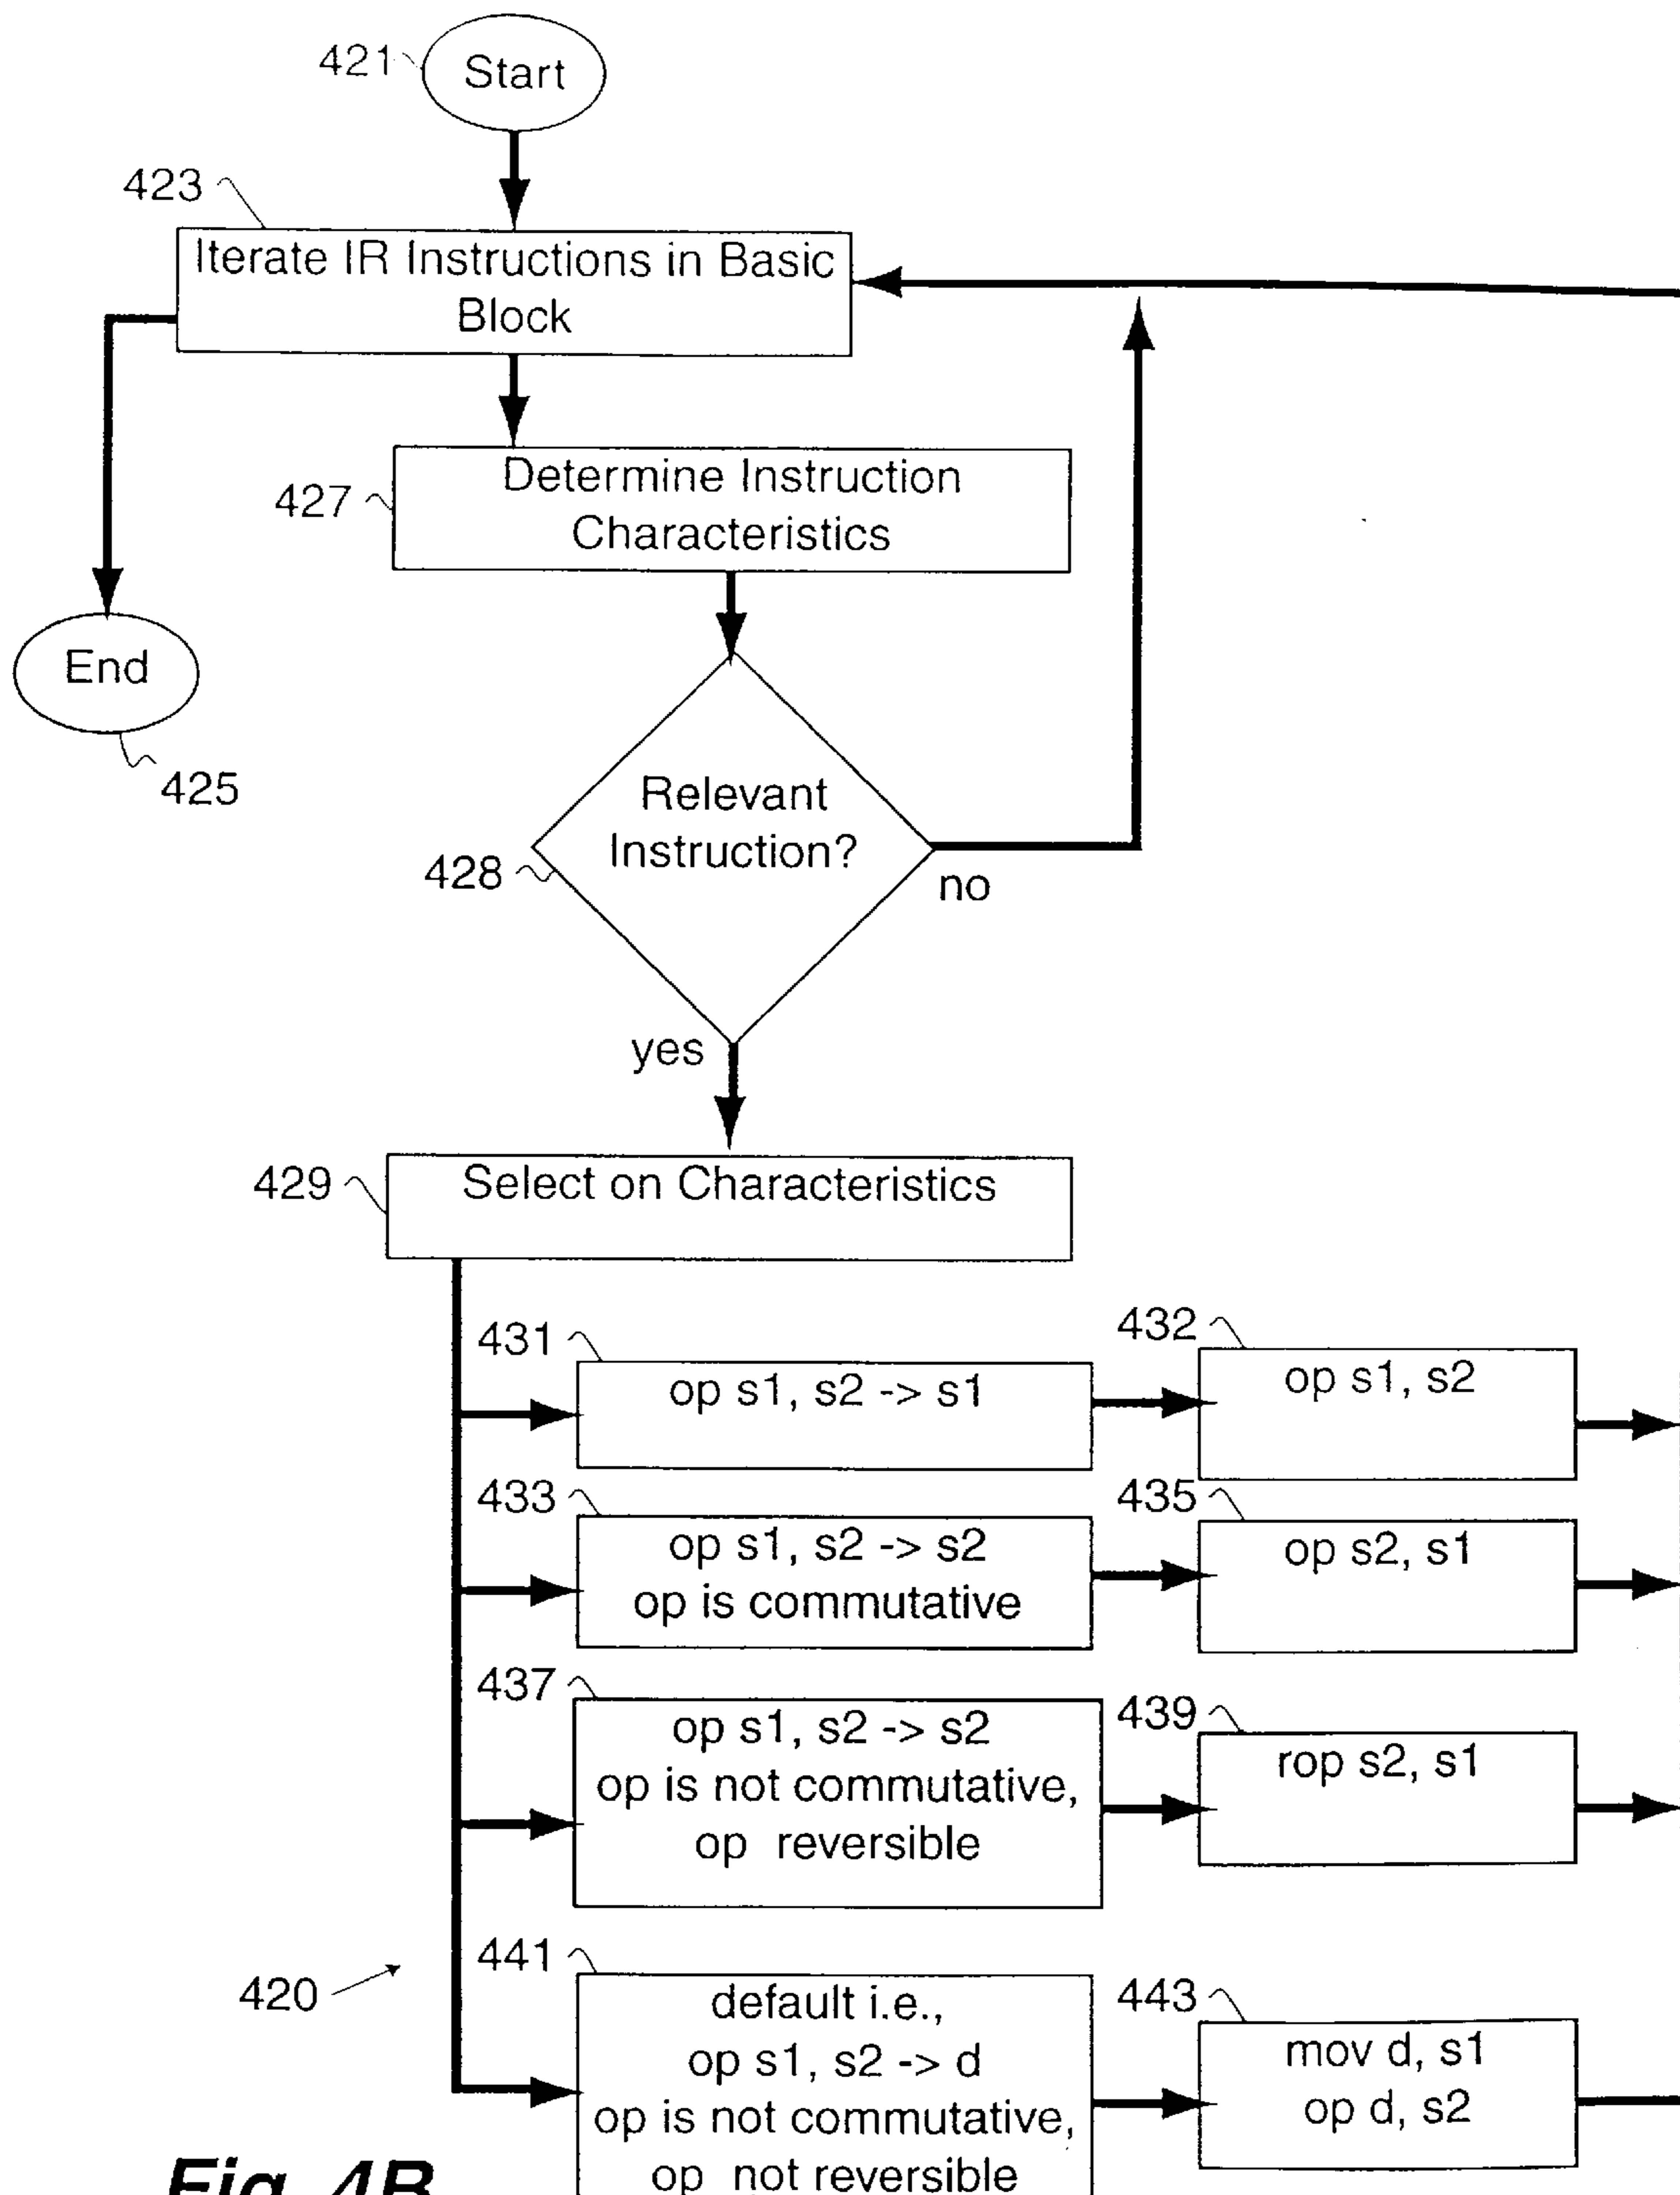 421
Start
423
Iterate IR Instructions in Basic
Block
427
Determine Instruction
Characteristics
End
425
Relevant
Instruction?
428
no
yes
429
Select on Characteristics
431
op s1, s2 -> s1
432
op s1, s2
433
op s1, s2 -> s2
op is commutative
435
op s2, s1
437
op s1, s2 -> s2
op is not commutative,
op reversible
439
rop s2, s1
420
441
default i.e.,
op s1, s2 -> d
op is not commutative,
op not reversible
443
mov d, s1
op d, s2
Fig. 4B